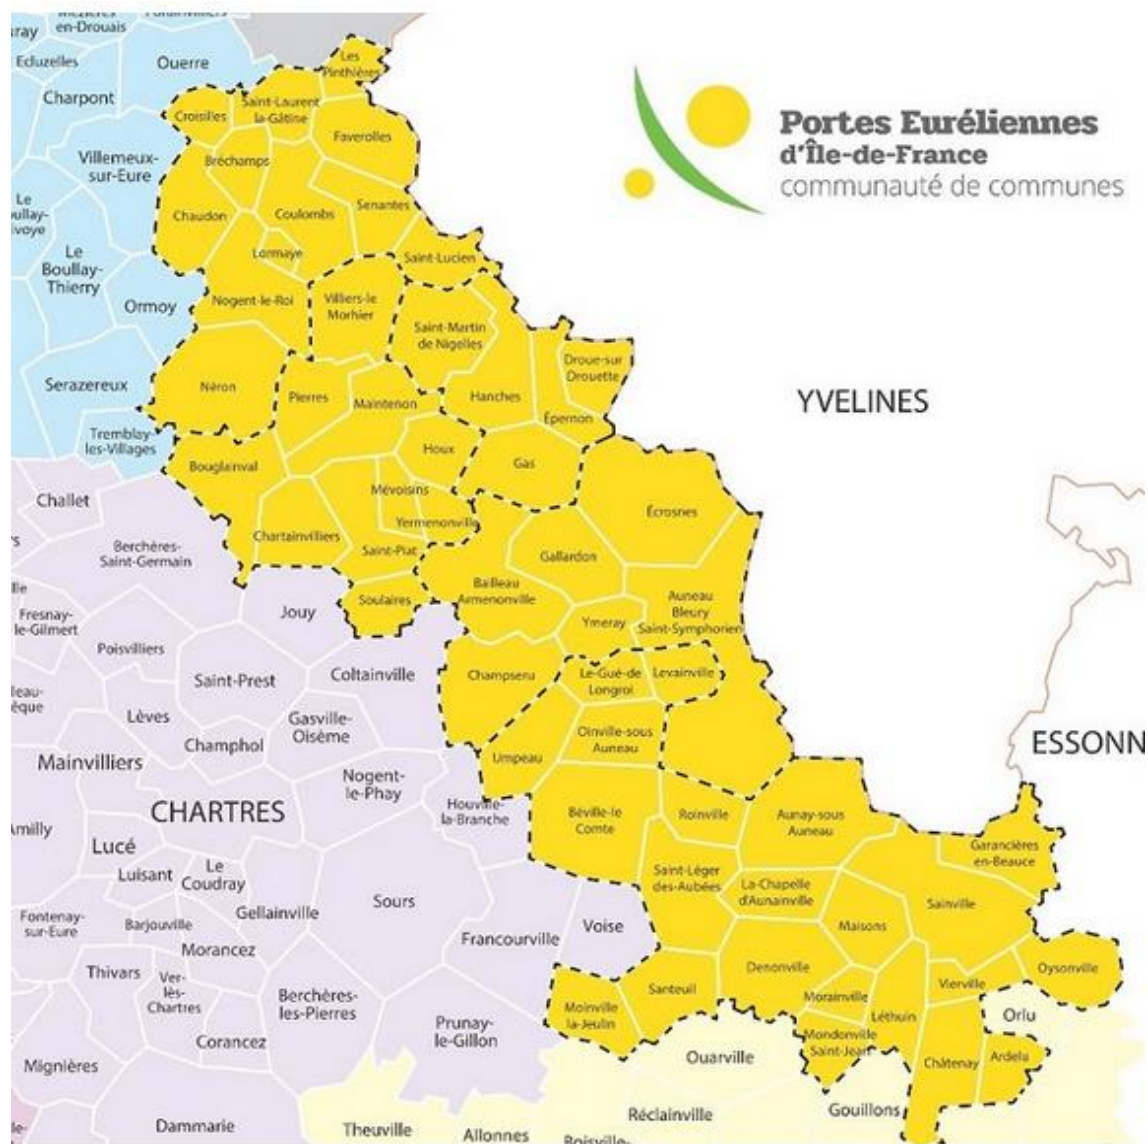 en-Drouais
Ecluzelles
Ouerre
Charpont
Les
Pinthières
Croisilles
Saint-Laurent
la-Gâtine
Faverolles
Portes Euréliennes
d'Île-de-France
communauté de communes
Villemeux-
sur-Eure
Bréchamps
Le
Chaudon
Coulombs
Senantes
Le
Boullay-
Thierry
Lormaye
Saint-Lucien
Ormoy
Nogent-le-Roi
Villiers-le
Morhier
Saint-Martin
de Nigelles
Droue-sur
Drouette
Serazereux
Néron
Pierres
Maintenon
Hanches
Épernon
YVELINES
Tremblay-
les-Villages
Bouglainval
Houx
Gas
Challet
Mévoisins
Yermenonville
Écrosnes
Berchères-
Saint-Germain
Chartainvilliers
Saint-Piat
Gallardon
Bailleau
Armenonville
Auneau
Bleury
Saint-Symphorien
Fresnay-
le-Gilmert
Jouy
Soulaires
Ymeray
Poisvilliers
Saint-Prest
Coltainville
Champseru
Le-Gué-de
Longroi
Levainville
Lèves
Gasville-
Oisème
Champhol
Oinville-sous
Auneau
Umpeau
ESSONN
Mainvilliers
Nogent-
le-Phay
CHARTRES
Houville-
la-Branche
Béville-le
Comte
Roinville
Aunay-sous
Auneau
Amilly
Lucé
Garancières
en-Beauce
Luisant
Le
Coudray
Saint-Léger
des-Aubées
La-Chapelle
d'Aunainville
Sainville
Fontenay-
sur-Eure
Barjouville
Gellainville
Sours
Morancez
Francourville
Voise
Maisons
Thivars
Ver-
lès-
Chartres
Berchères-
les-Pierres
Denonville
Oysonville
Santeuil
Morainville
Vierville
Moinville
la-Jeulin
Léthuin
Orlu
Corancez
Prunay-
le-Gillon
Mondonville
Saint-Jean
Mignières
Ouarville
Châtenay
Ardelu
Dammarie
Theuville
Allonnes
Réclainville
Gouillons